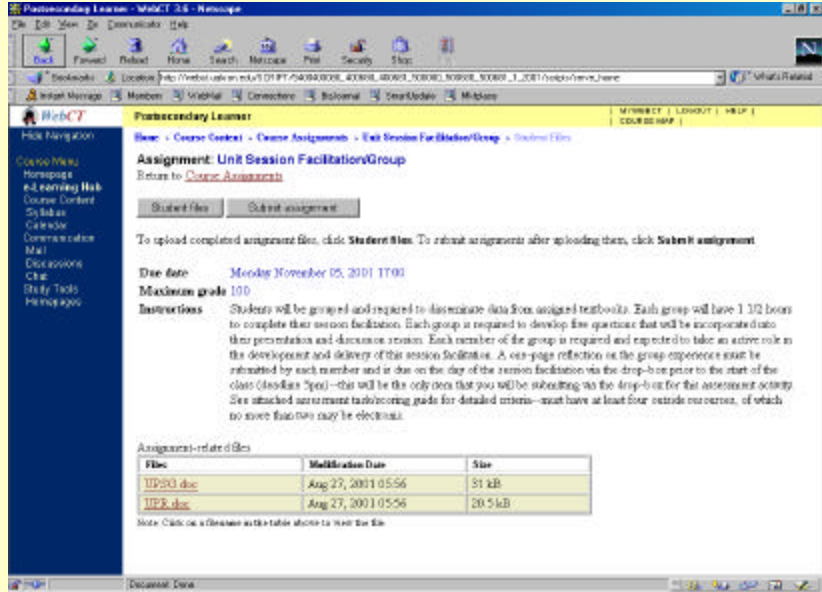 Postsecondary Learner - WebCT 3.6 - Netscape
File Edit View Go Communicator Help
Back Forward Reload Home Search Netscape Print Security Stop
Bookmarks Location: What's Related
Instant Message Members WebMail Connections BizJournal SmartUpdate Mktplace
WebCT
Postsecondary Learner
| MYWEBCT | LOGOUT | HELP |
| COURSE MAP |
Hide Navigation
Home › Course Content › Course Assignments › Unit Session Facilitation/Group › Student Files
Course Menu
Homepage
e-Learning Hub
Course Content
Syllabus
Calendar
Communication
Mail
Discussions
Chat
Study Tools
Homepages
Assignment: Unit Session Facilitation/Group
Return to Course Assignments
Student files Submit assignment
To upload completed assignment files, click Student files. To submit assignments after uploading them, click Submit assignment.
Due date Monday November 05, 2001 17:00
Maximum grade 100
Instructions Students will be grouped and required to disseminate data from assigned textbooks. Each group will have 1 1/2 hours
to complete their session facilitation. Each group is required to develop five questions that will be incorporated into
their presentation and discussion session. Each member of the group is required and expected to take an active role in
the development and delivery of this session facilitation. A one-page reflection on the group experience must be
submitted by each member and is due on the day of the session facilitation via the drop-box prior to the start of the
class (deadline 5pm)--this will be the only item that you will be submitting via the drop-box for this assessment activity.
See attached assessment task/scoring guide for detailed criteria--must have at least four outside resources, of which
no more than two may be electronic.
Assignment-related files
Files Modification Date Size
UPSG.doc Aug 27, 2001 05:56 31 kB
UPR.doc Aug 27, 2001 05:56 20.5 kB
Note: Click on a filename in the table above to view the file.
Document: Done